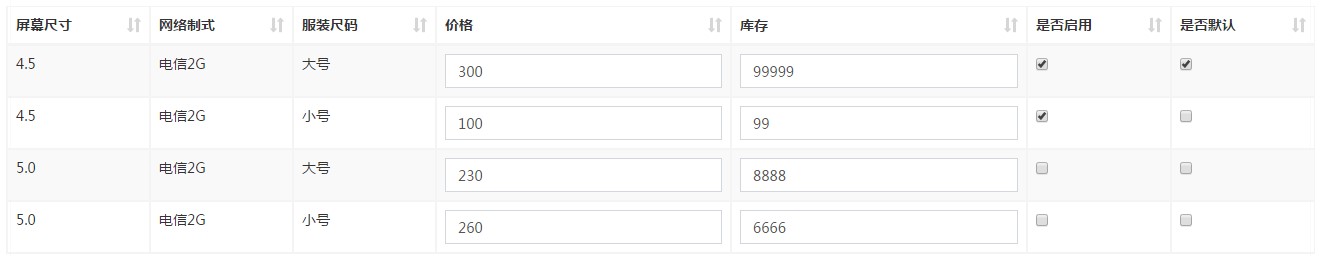 屏幕尺寸 网络制式 服装尺码 价格 库存 是否启用 是否默认
4.5 电信2G 大号 300 99999
4.5 电信2G 小号 100 99
5.0 电信2G 大号 230 8888
5.0 电信2G 小号 260 6666